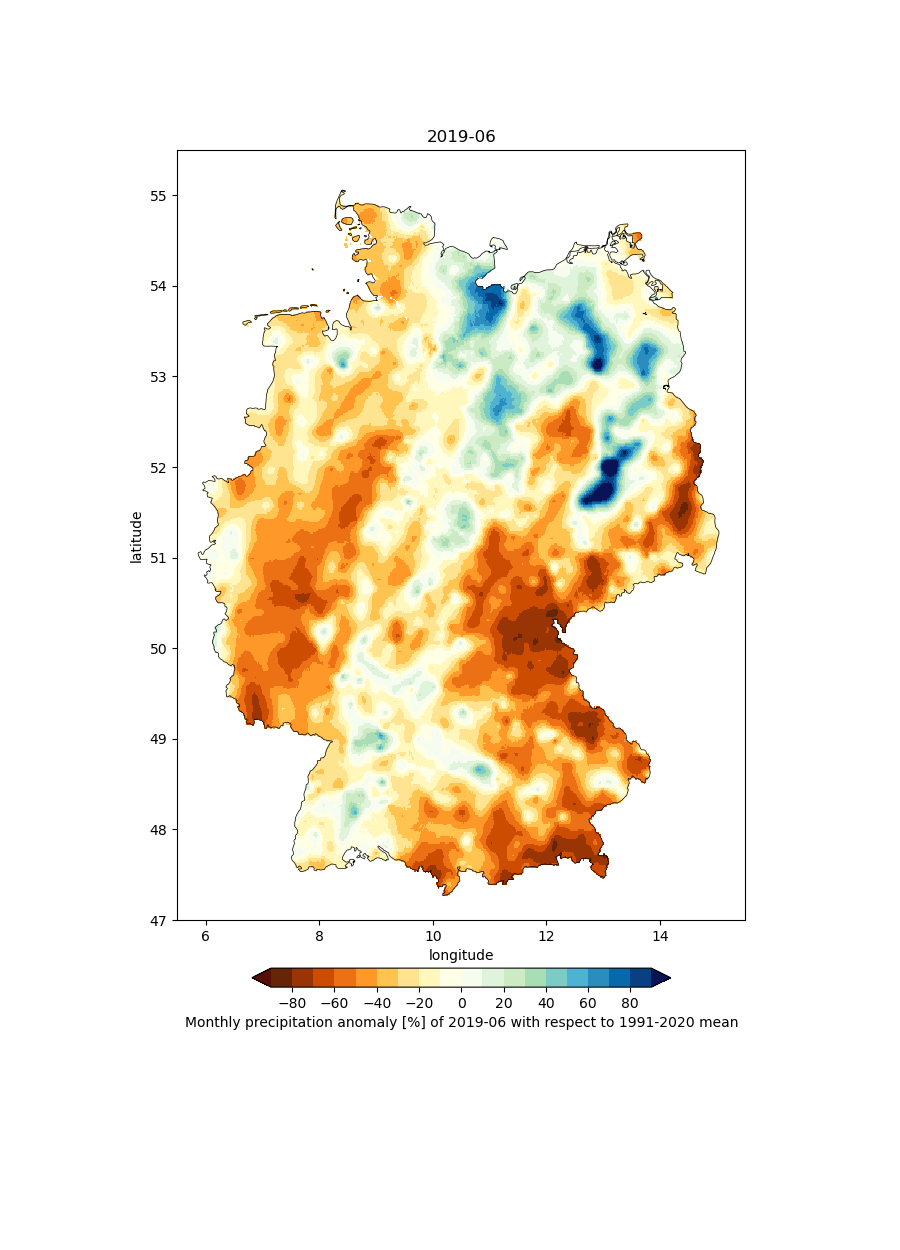 2019-06
55
54
53
52
51
50
49
48
47
latitude
6 8 10 12 14
longitude
−80 −60 −40 −20 0 20 40 60 80
Monthly precipitation anomaly [%] of 2019-06 with respect to 1991-2020 mean